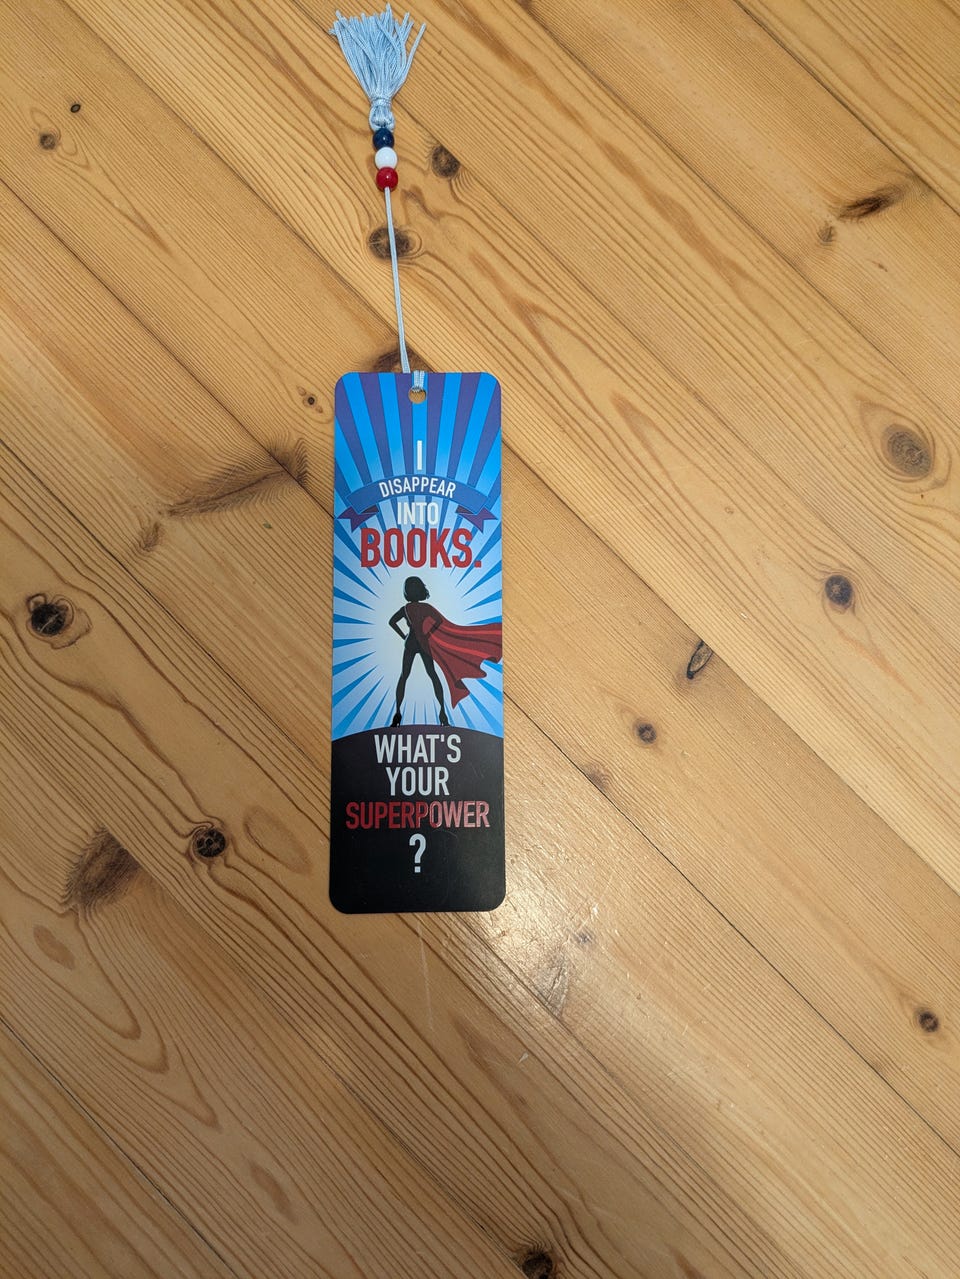 I
DISAPPEAR
INTO
BOOKS.
WHAT'S
YOUR
SUPERPOWER
?